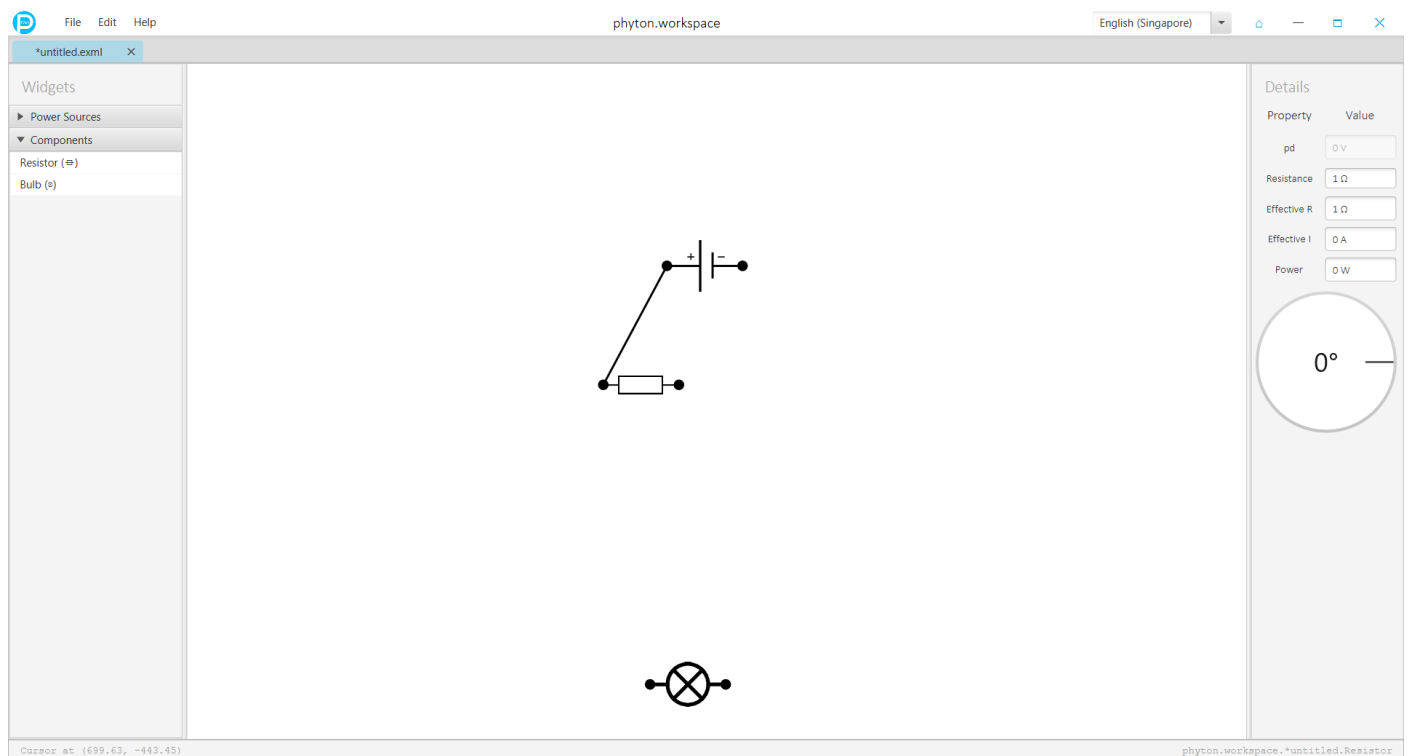 File Edit Help
phyton.workspace
English (Singapore)
*untitled.exml
Widgets
Power Sources
Components
Resistor
Bulb
+
−
Details
Property Value
pd 0 V
Resistance 1 Ω
Effective R 1 Ω
Effective I 0 A
Power 0 W
0°
Cursor at (699.63, -443.45)
phyton.workspace.*untitled.Resistor